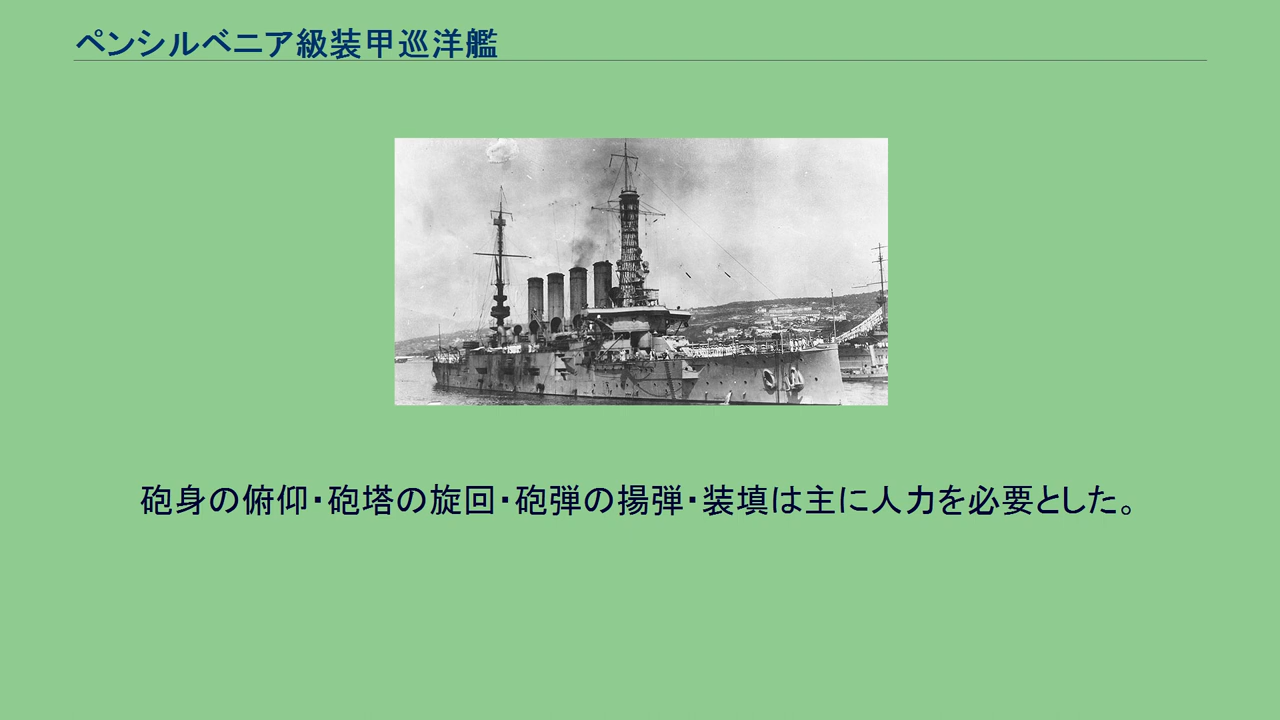 ペンシルベニア級装甲巡洋艦
砲身の俯仰・砲塔の旋回・砲弾の揚弾・装填は主に人力を必要とした。